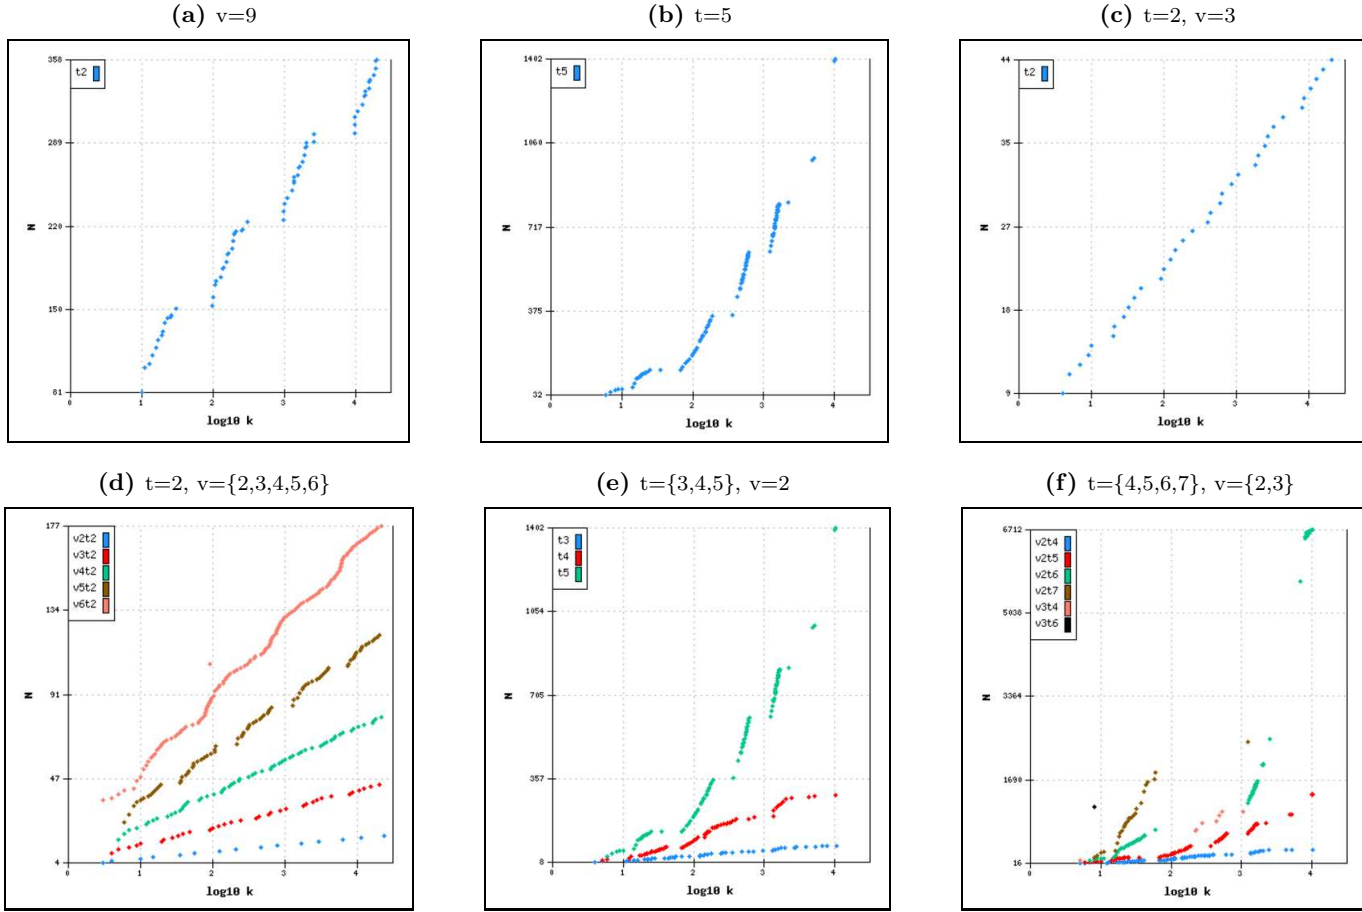 (a) v=9
t2
358
289
220
150
81
N
0 1 2 3 4
log10 k
(b) t=5
t5
1402
1060
717
375
32
N
0 1 2 3 4
log10 k
(c) t=2, v=3
t2
44
35
27
18
9
N
0 1 2 3 4
log10 k
(d) t=2, v={2,3,4,5,6}
v2t2
v3t2
v4t2
v5t2
v6t2
177
134
91
47
4
N
0 1 2 3 4
log10 k
(e) t={3,4,5}, v=2
t3
t4
t5
1402
1054
705
357
8
N
0 1 2 3 4
log10 k
(f) t={4,5,6,7}, v={2,3}
v2t4
v2t5
v2t6
v2t7
v3t4
v3t6
6712
5038
3364
1690
16
N
0 1 2 3 4
log10 k